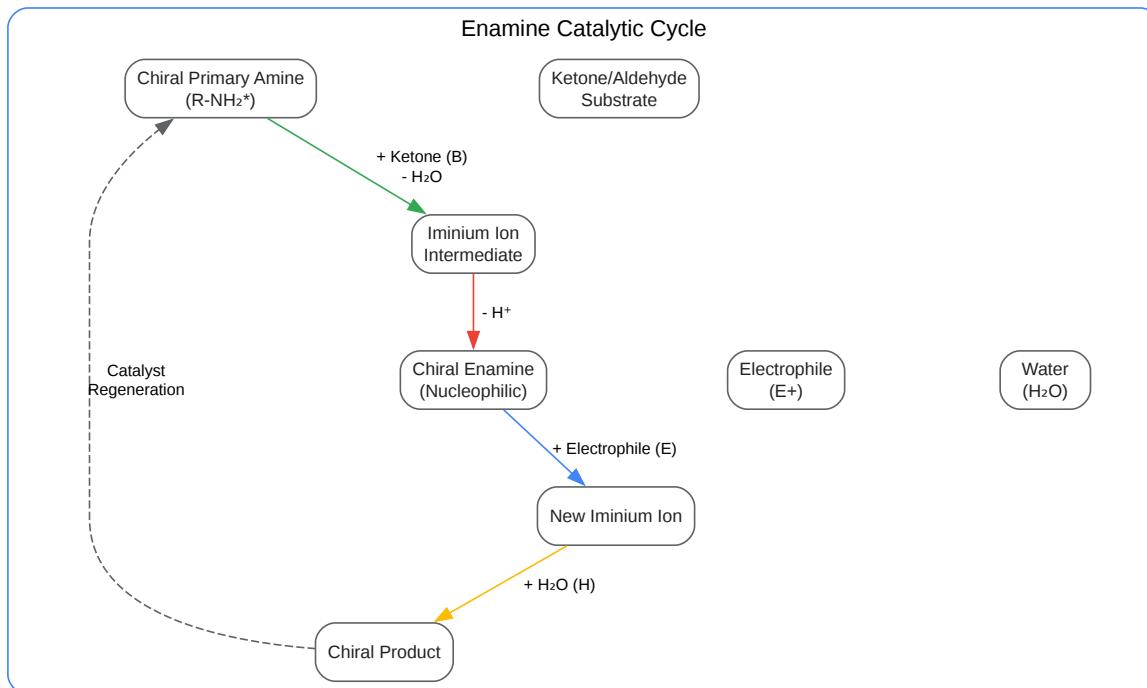 Enamine Catalytic Cycle
Chiral Primary Amine
(R-NH₂*)
Ketone/Aldehyde
Substrate
+ Ketone (B)
- H₂O
Iminium Ion
Intermediate
- H⁺
Catalyst
Regeneration
Chiral Enamine
(Nucleophilic)
Electrophile
(E+)
Water
(H₂O)
+ Electrophile (E)
New Iminium Ion
+ H₂O (H)
Chiral Product